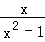 x
x² − 1